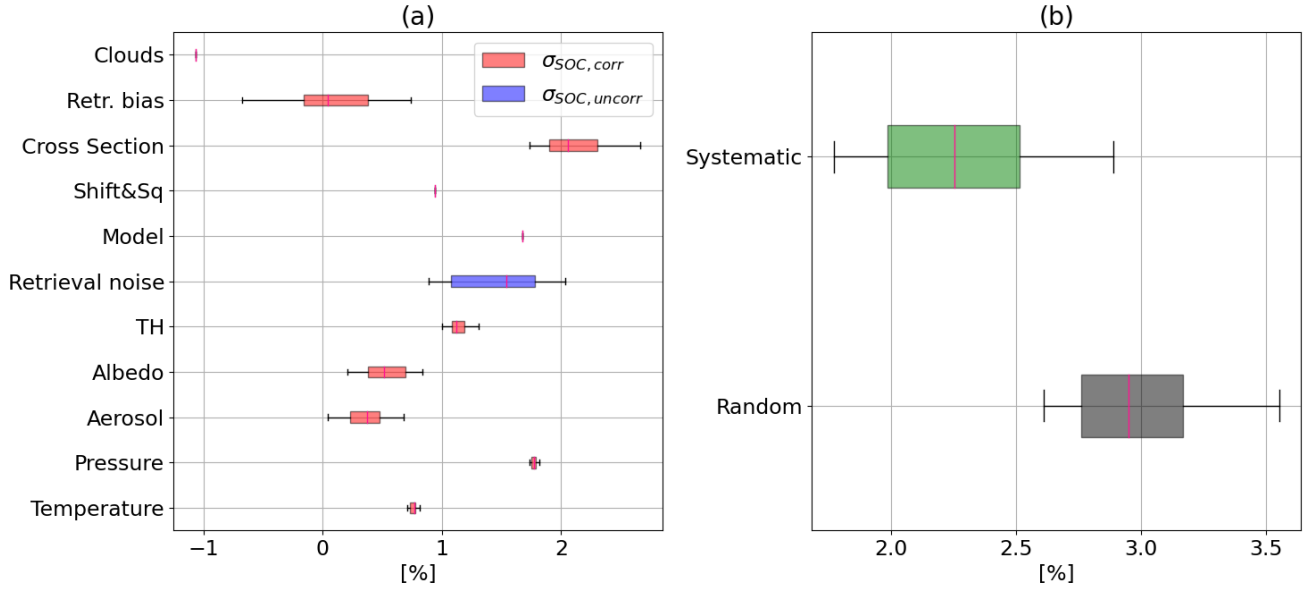 (a)
Clouds
Retr. bias
Cross Section
Shift&Sq
Model
Retrieval noise
TH
Albedo
Aerosol
Pressure
Temperature
σSOC, corr
σSOC, uncorr
−1 0 1 2
[%]
(b)
Systematic
Random
2.0 2.5 3.0 3.5
[%]